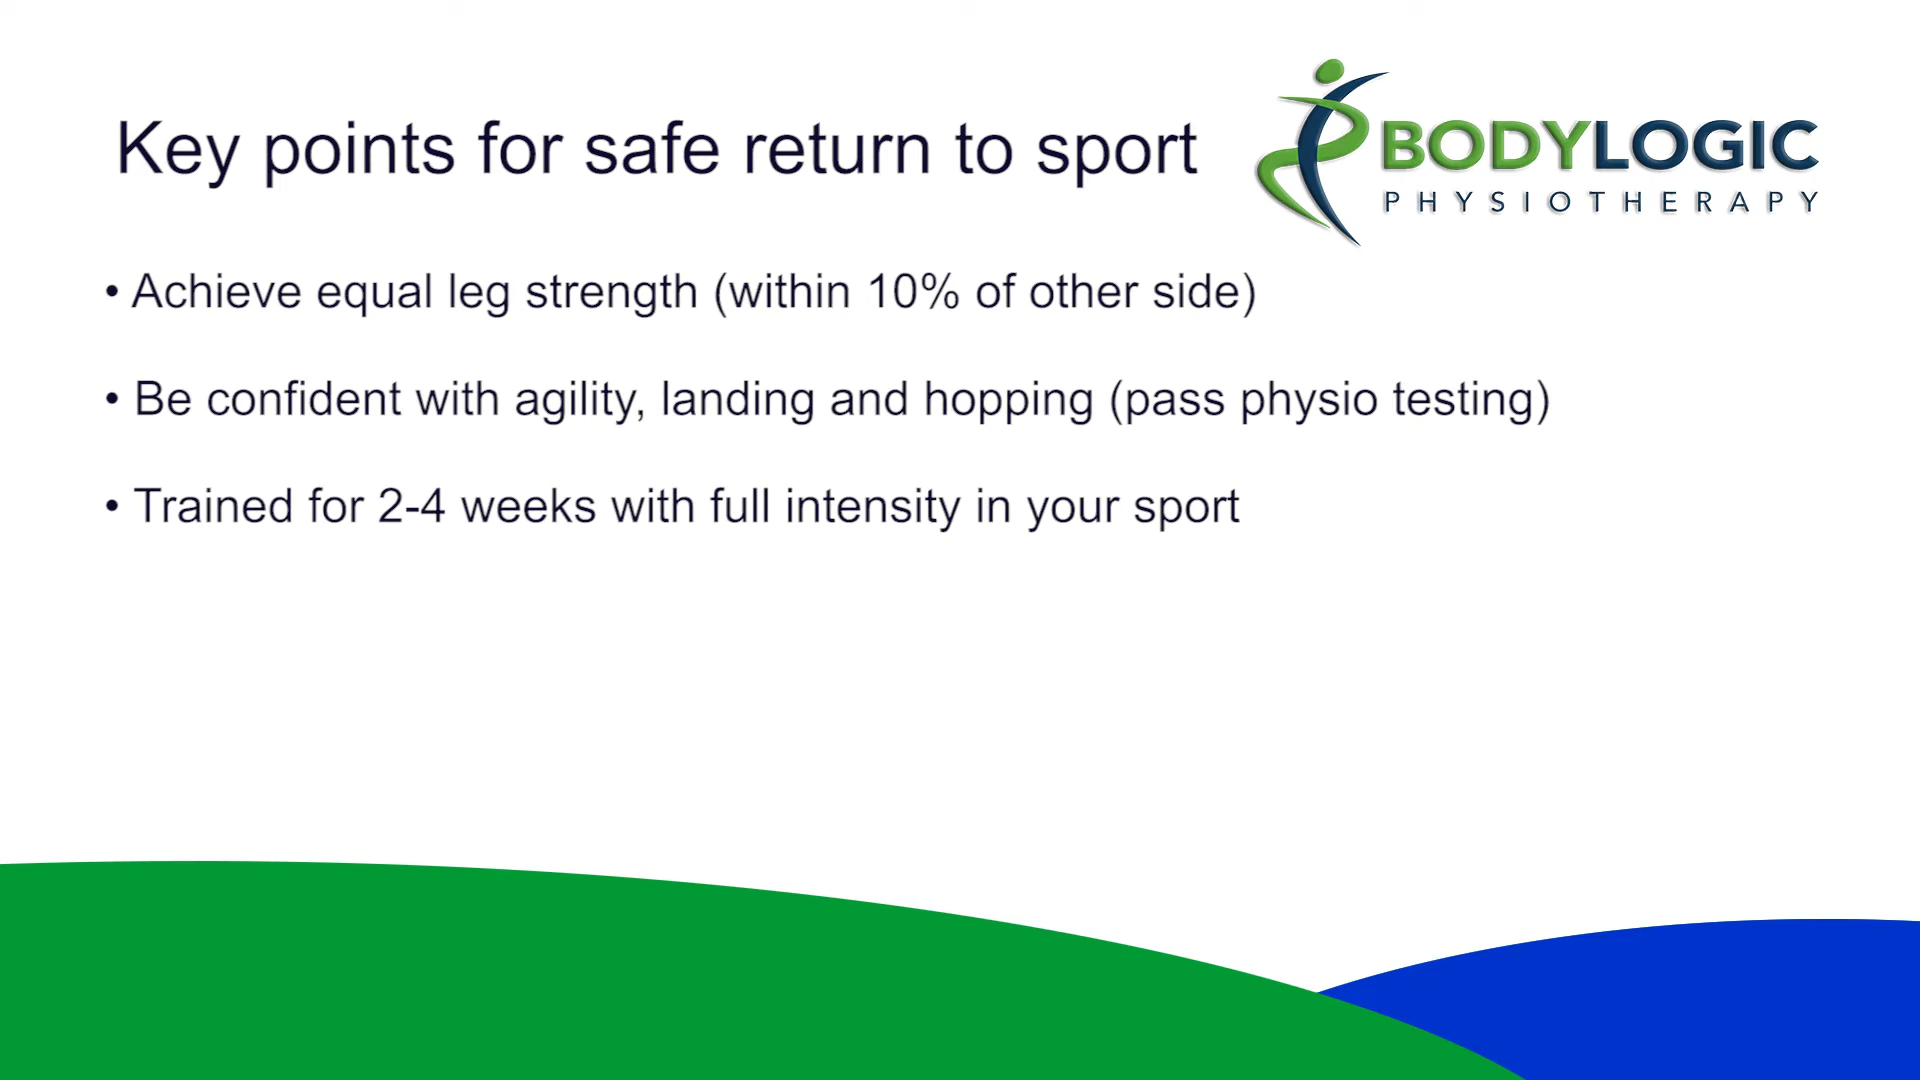 Key points for safe return to sport
BODYLOGIC
PHYSIOTHERAPY
• Achieve equal leg strength (within 10% of other side)
• Be confident with agility, landing and hopping (pass physio testing)
• Trained for 2-4 weeks with full intensity in your sport